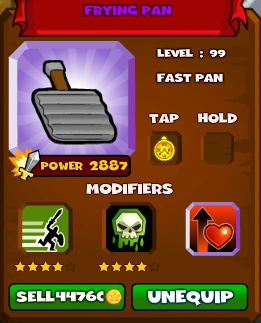 FRYING PAN
LEVEL : 99
FAST PAN
TAP HOLD
POWER 2887
MODIFIERS
SELL 44760
UNEQUIP